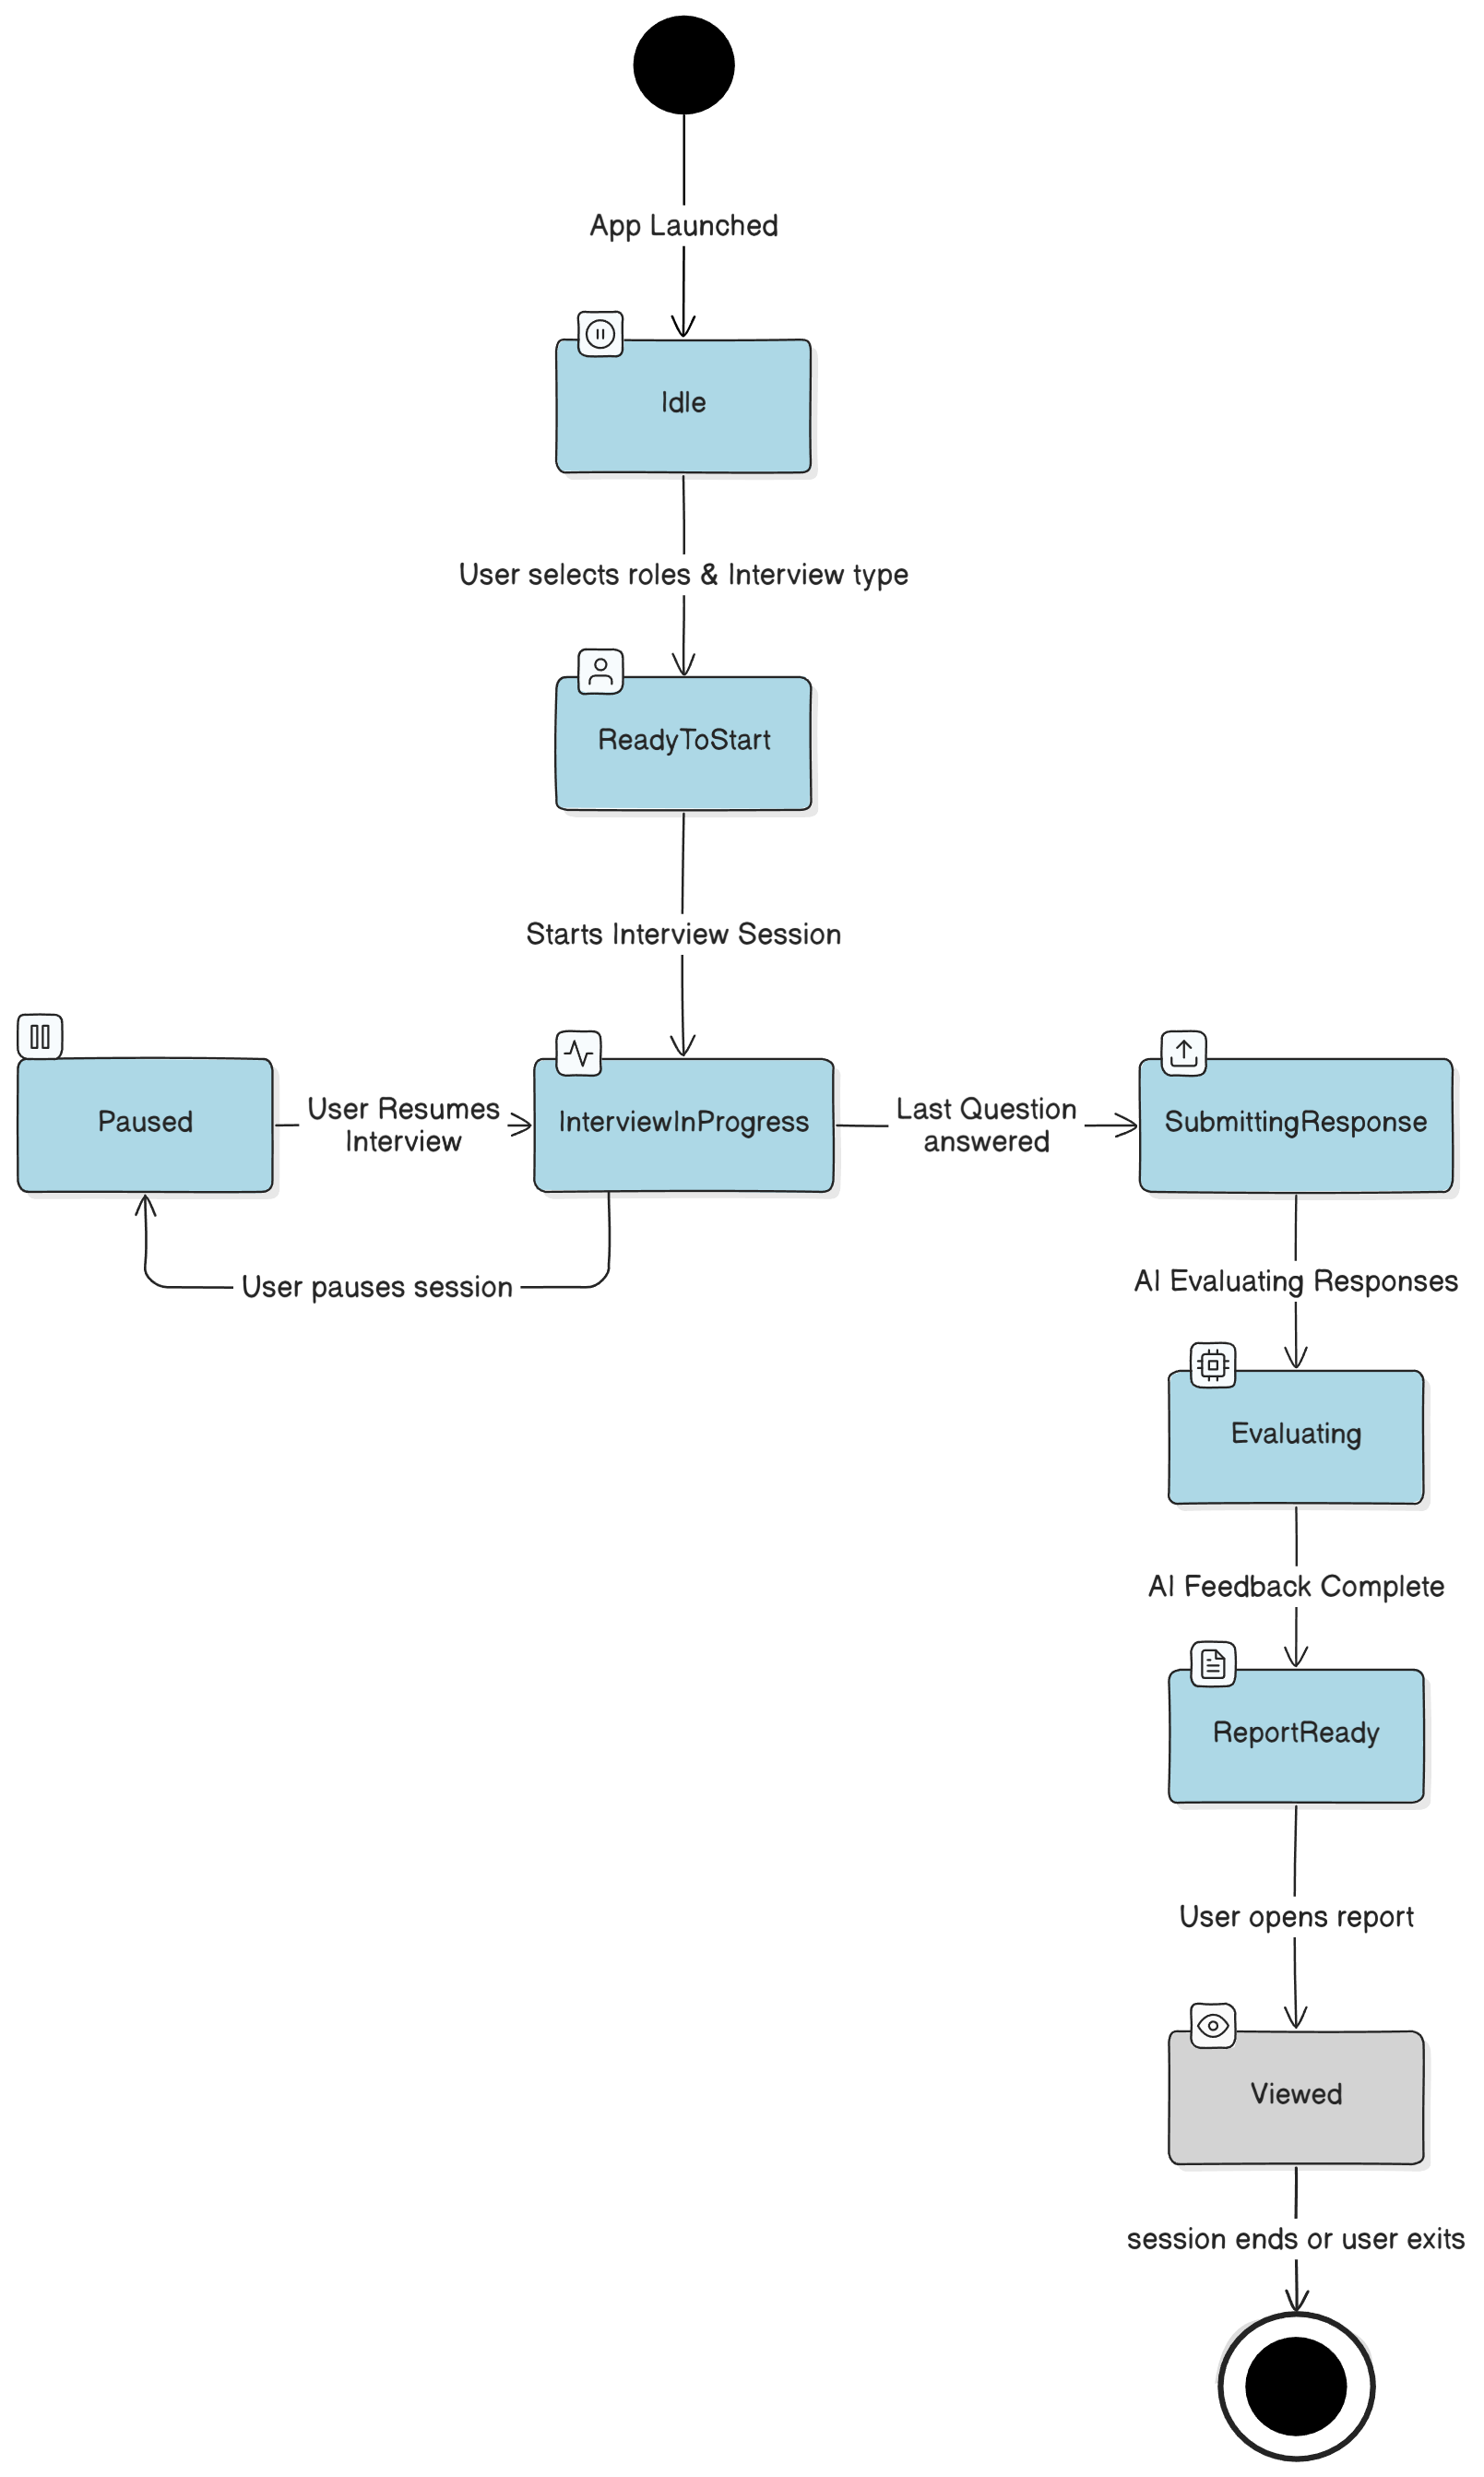 App Launched
Idle
User selects roles & Interview type
ReadyToStart
Starts Interview Session
Paused
User Resumes
Interview
InterviewInProgress
Last Question
answered
SubmittingResponse
User pauses session
AI Evaluating Responses
Evaluating
AI Feedback Complete
ReportReady
User opens report
Viewed
session ends or user exits